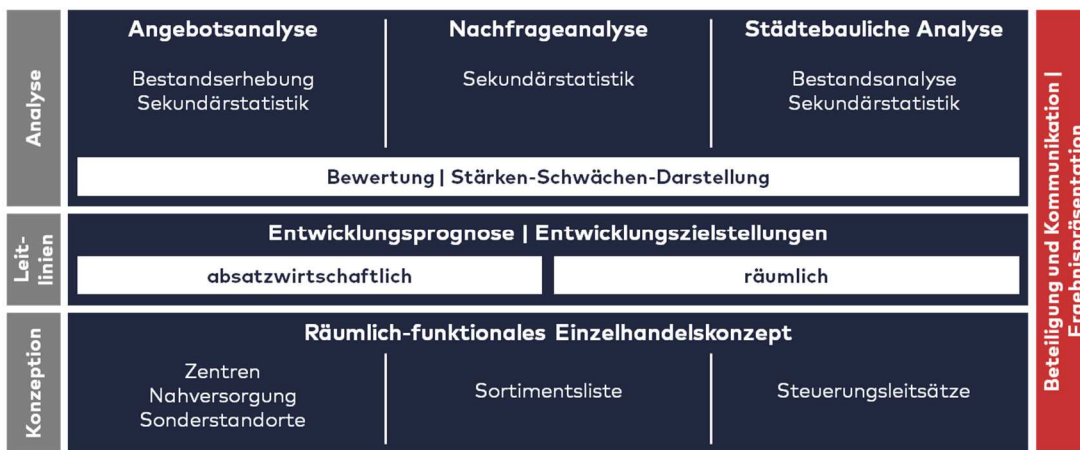 Analyse
Angebotsanalyse
Bestandserhebung
Sekundärstatistik
Nachfrageanalyse
Sekundärstatistik
Städtebauliche Analyse
Bestandsanalyse
Sekundärstatistik
Bewertung | Stärken-Schwächen-Darstellung
Leit-
linien
Entwicklungsprognose | Entwicklungszielstellungen
absatzwirtschaftlich
räumlich
Konzeption
Räumlich-funktionales Einzelhandelskonzept
Zentren
Nahversorgung
Sonderstandorte
Sortimentsliste
Steuerungsleitsätze
Beteiligung und Kommunikation |
Ergebnispräsentation